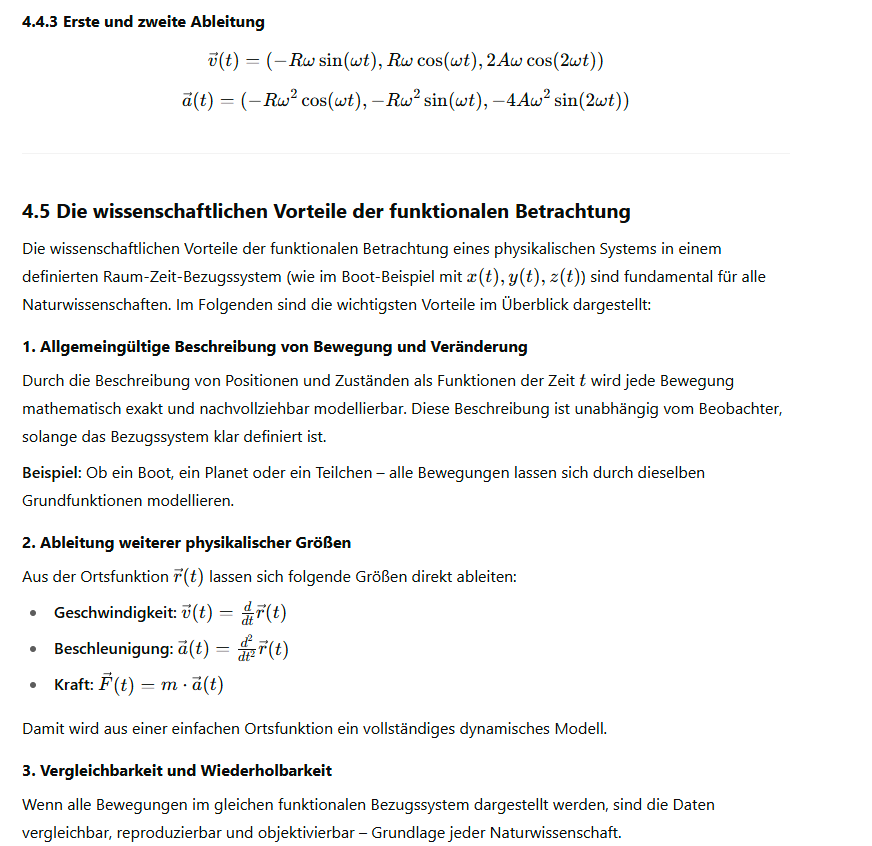 4.4.3 Erste und zweite Ableitung
v⃗(t) = (−Rω sin(ωt), Rω cos(ωt), 2Aω cos(2ωt))
a⃗(t) = (−Rω² cos(ωt), −Rω² sin(ωt), −4Aω² sin(2ωt))
4.5 Die wissenschaftlichen Vorteile der funktionalen Betrachtung
Die wissenschaftlichen Vorteile der funktionalen Betrachtung eines physikalischen Systems in einem
definierten Raum-Zeit-Bezugssystem (wie im Boot-Beispiel mit x(t), y(t), z(t)) sind fundamental für alle
Naturwissenschaften. Im Folgenden sind die wichtigsten Vorteile im Überblick dargestellt:
1. Allgemeingültige Beschreibung von Bewegung und Veränderung
Durch die Beschreibung von Positionen und Zuständen als Funktionen der Zeit t wird jede Bewegung
mathematisch exakt und nachvollziehbar modellierbar. Diese Beschreibung ist unabhängig vom Beobachter,
solange das Bezugssystem klar definiert ist.
Beispiel: Ob ein Boot, ein Planet oder ein Teilchen – alle Bewegungen lassen sich durch dieselben
Grundfunktionen modellieren.
2. Ableitung weiterer physikalischer Größen
Aus der Ortsfunktion r⃗(t) lassen sich folgende Größen direkt ableiten:
• Geschwindigkeit: v⃗(t) = d/dt r⃗(t)
• Beschleunigung: a⃗(t) = d²/dt² r⃗(t)
• Kraft: F⃗(t) = m · a⃗(t)
Damit wird aus einer einfachen Ortsfunktion ein vollständiges dynamisches Modell.
3. Vergleichbarkeit und Wiederholbarkeit
Wenn alle Bewegungen im gleichen funktionalen Bezugssystem dargestellt werden, sind die Daten
vergleichbar, reproduzierbar und objektivierbar – Grundlage jeder Naturwissenschaft.